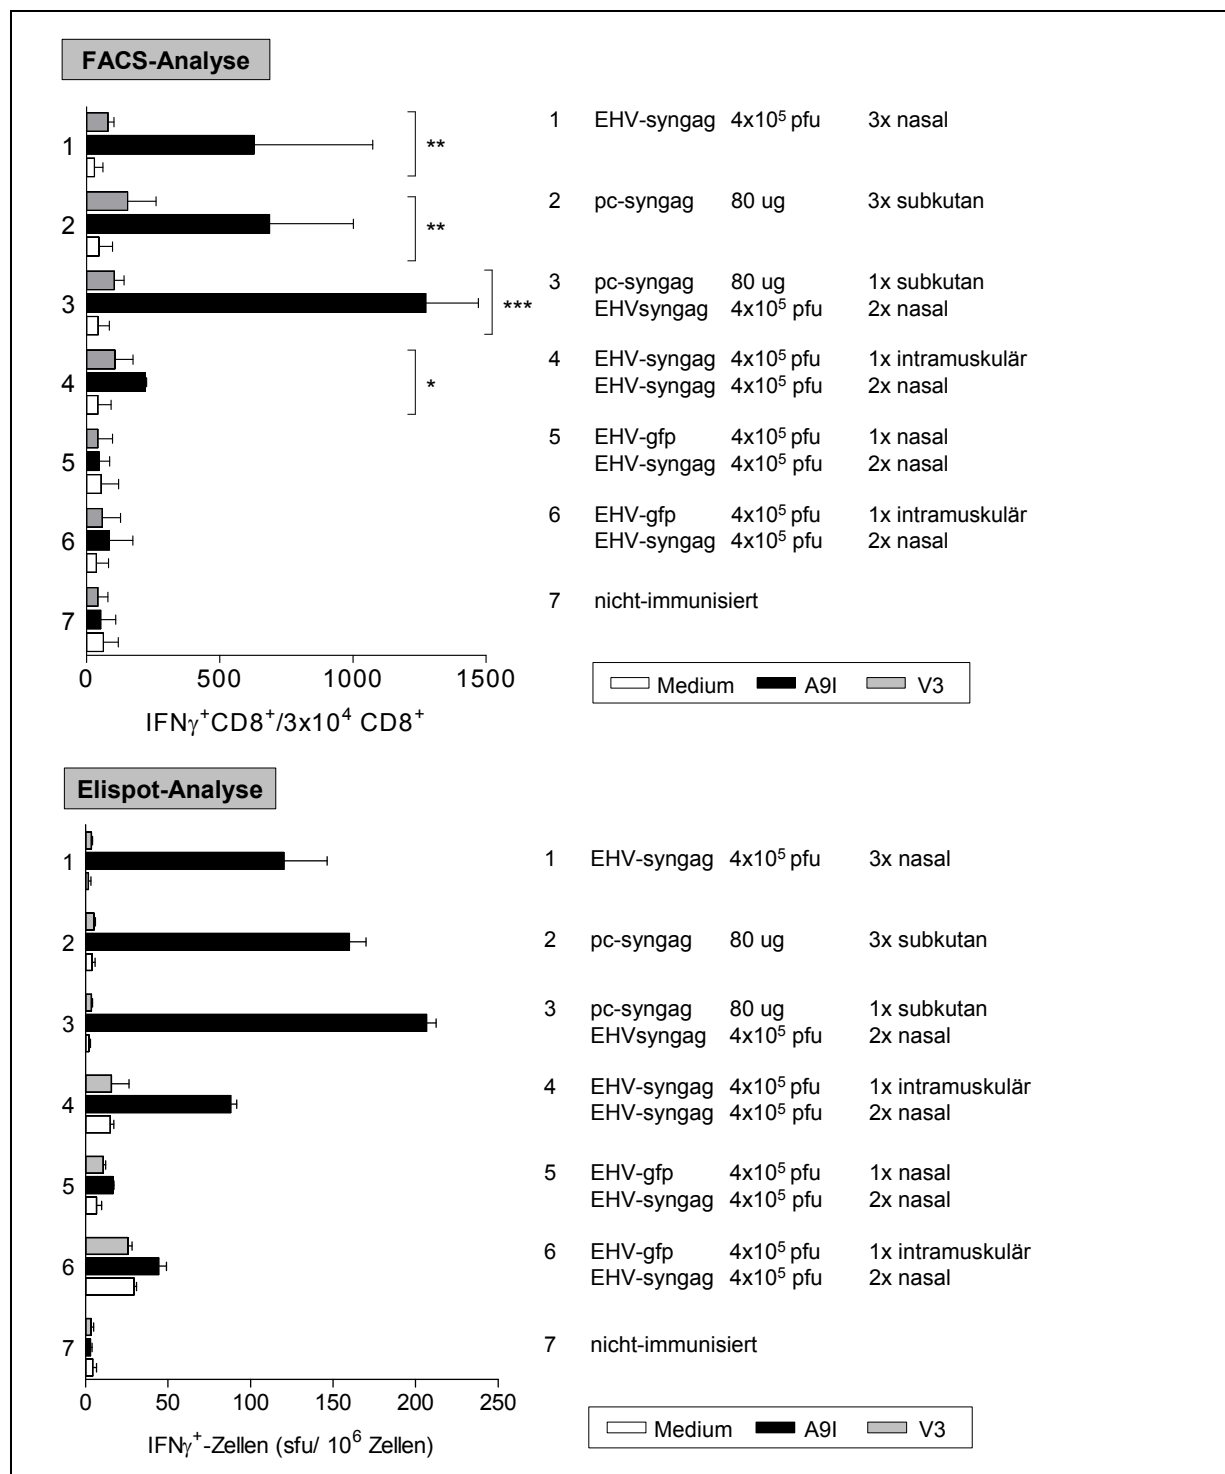 FACS-Analyse
1 ** 1 EHV-syngag 4x10⁵ pfu 3x nasal
2 ** 2 pc-syngag 80 ug 3x subkutan
3 *** 3 pc-syngag 80 ug 1x subkutan
EHVsyngag 4x10⁵ pfu 2x nasal
4 * 4 EHV-syngag 4x10⁵ pfu 1x intramuskulär
EHV-syngag 4x10⁵ pfu 2x nasal
5 5 EHV-gfp 4x10⁵ pfu 1x nasal
EHV-syngag 4x10⁵ pfu 2x nasal
6 6 EHV-gfp 4x10⁵ pfu 1x intramuskulär
EHV-syngag 4x10⁵ pfu 2x nasal
7 7 nicht-immunisiert
0 500 1000 1500
Medium A9I V3
IFNγ⁺CD8⁺/3x10⁴ CD8⁺
Elispot-Analyse
1 1 EHV-syngag 4x10⁵ pfu 3x nasal
2 2 pc-syngag 80 ug 3x subkutan
3 3 pc-syngag 80 ug 1x subkutan
EHVsyngag 4x10⁵ pfu 2x nasal
4 4 EHV-syngag 4x10⁵ pfu 1x intramuskulär
EHV-syngag 4x10⁵ pfu 2x nasal
5 5 EHV-gfp 4x10⁵ pfu 1x nasal
EHV-syngag 4x10⁵ pfu 2x nasal
6 6 EHV-gfp 4x10⁵ pfu 1x intramuskulär
EHV-syngag 4x10⁵ pfu 2x nasal
7 7 nicht-immunisiert
0 50 100 150 200 250
Medium A9I V3
IFNγ⁺-Zellen (sfu/ 10⁶ Zellen)